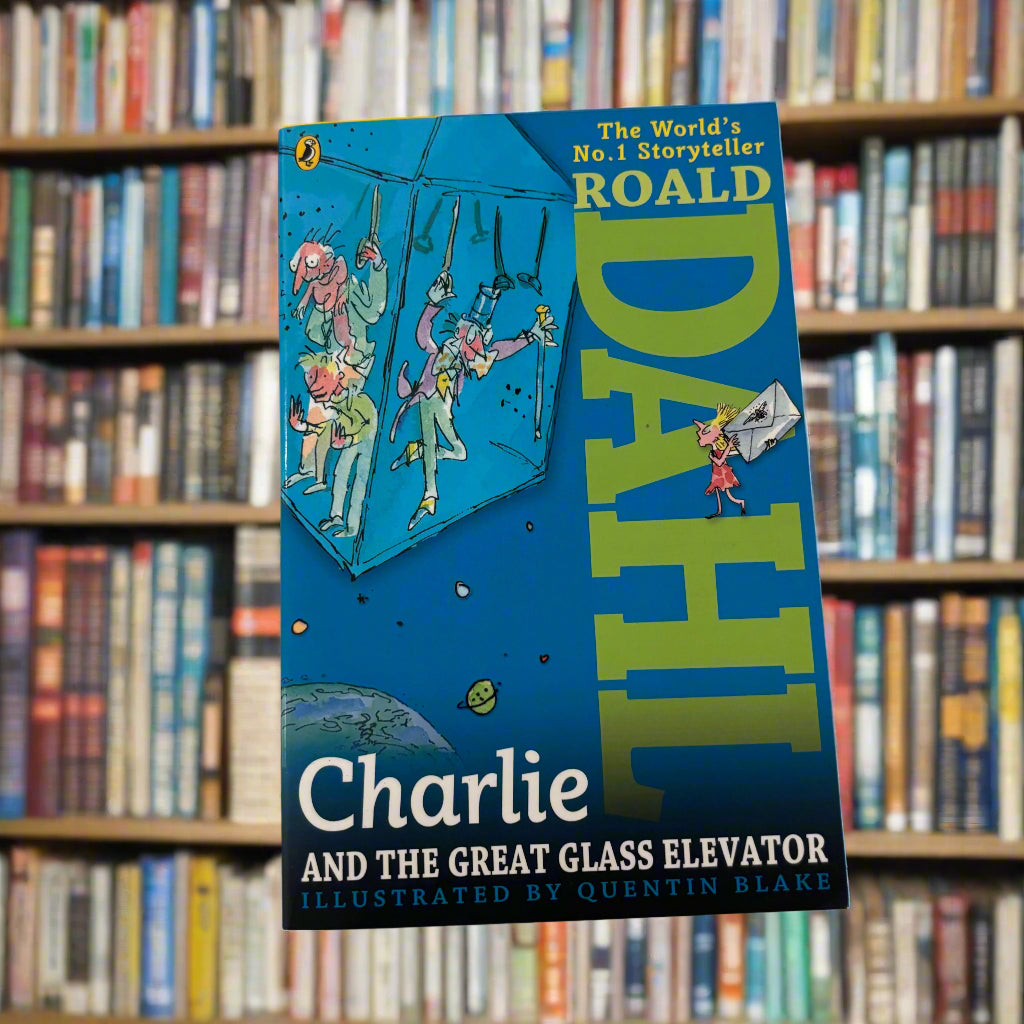 The World's
No.1 Storyteller
ROALD
DAHL
Charlie
AND THE GREAT GLASS ELEVATOR
ILLUSTRATED BY QUENTIN BLAKE